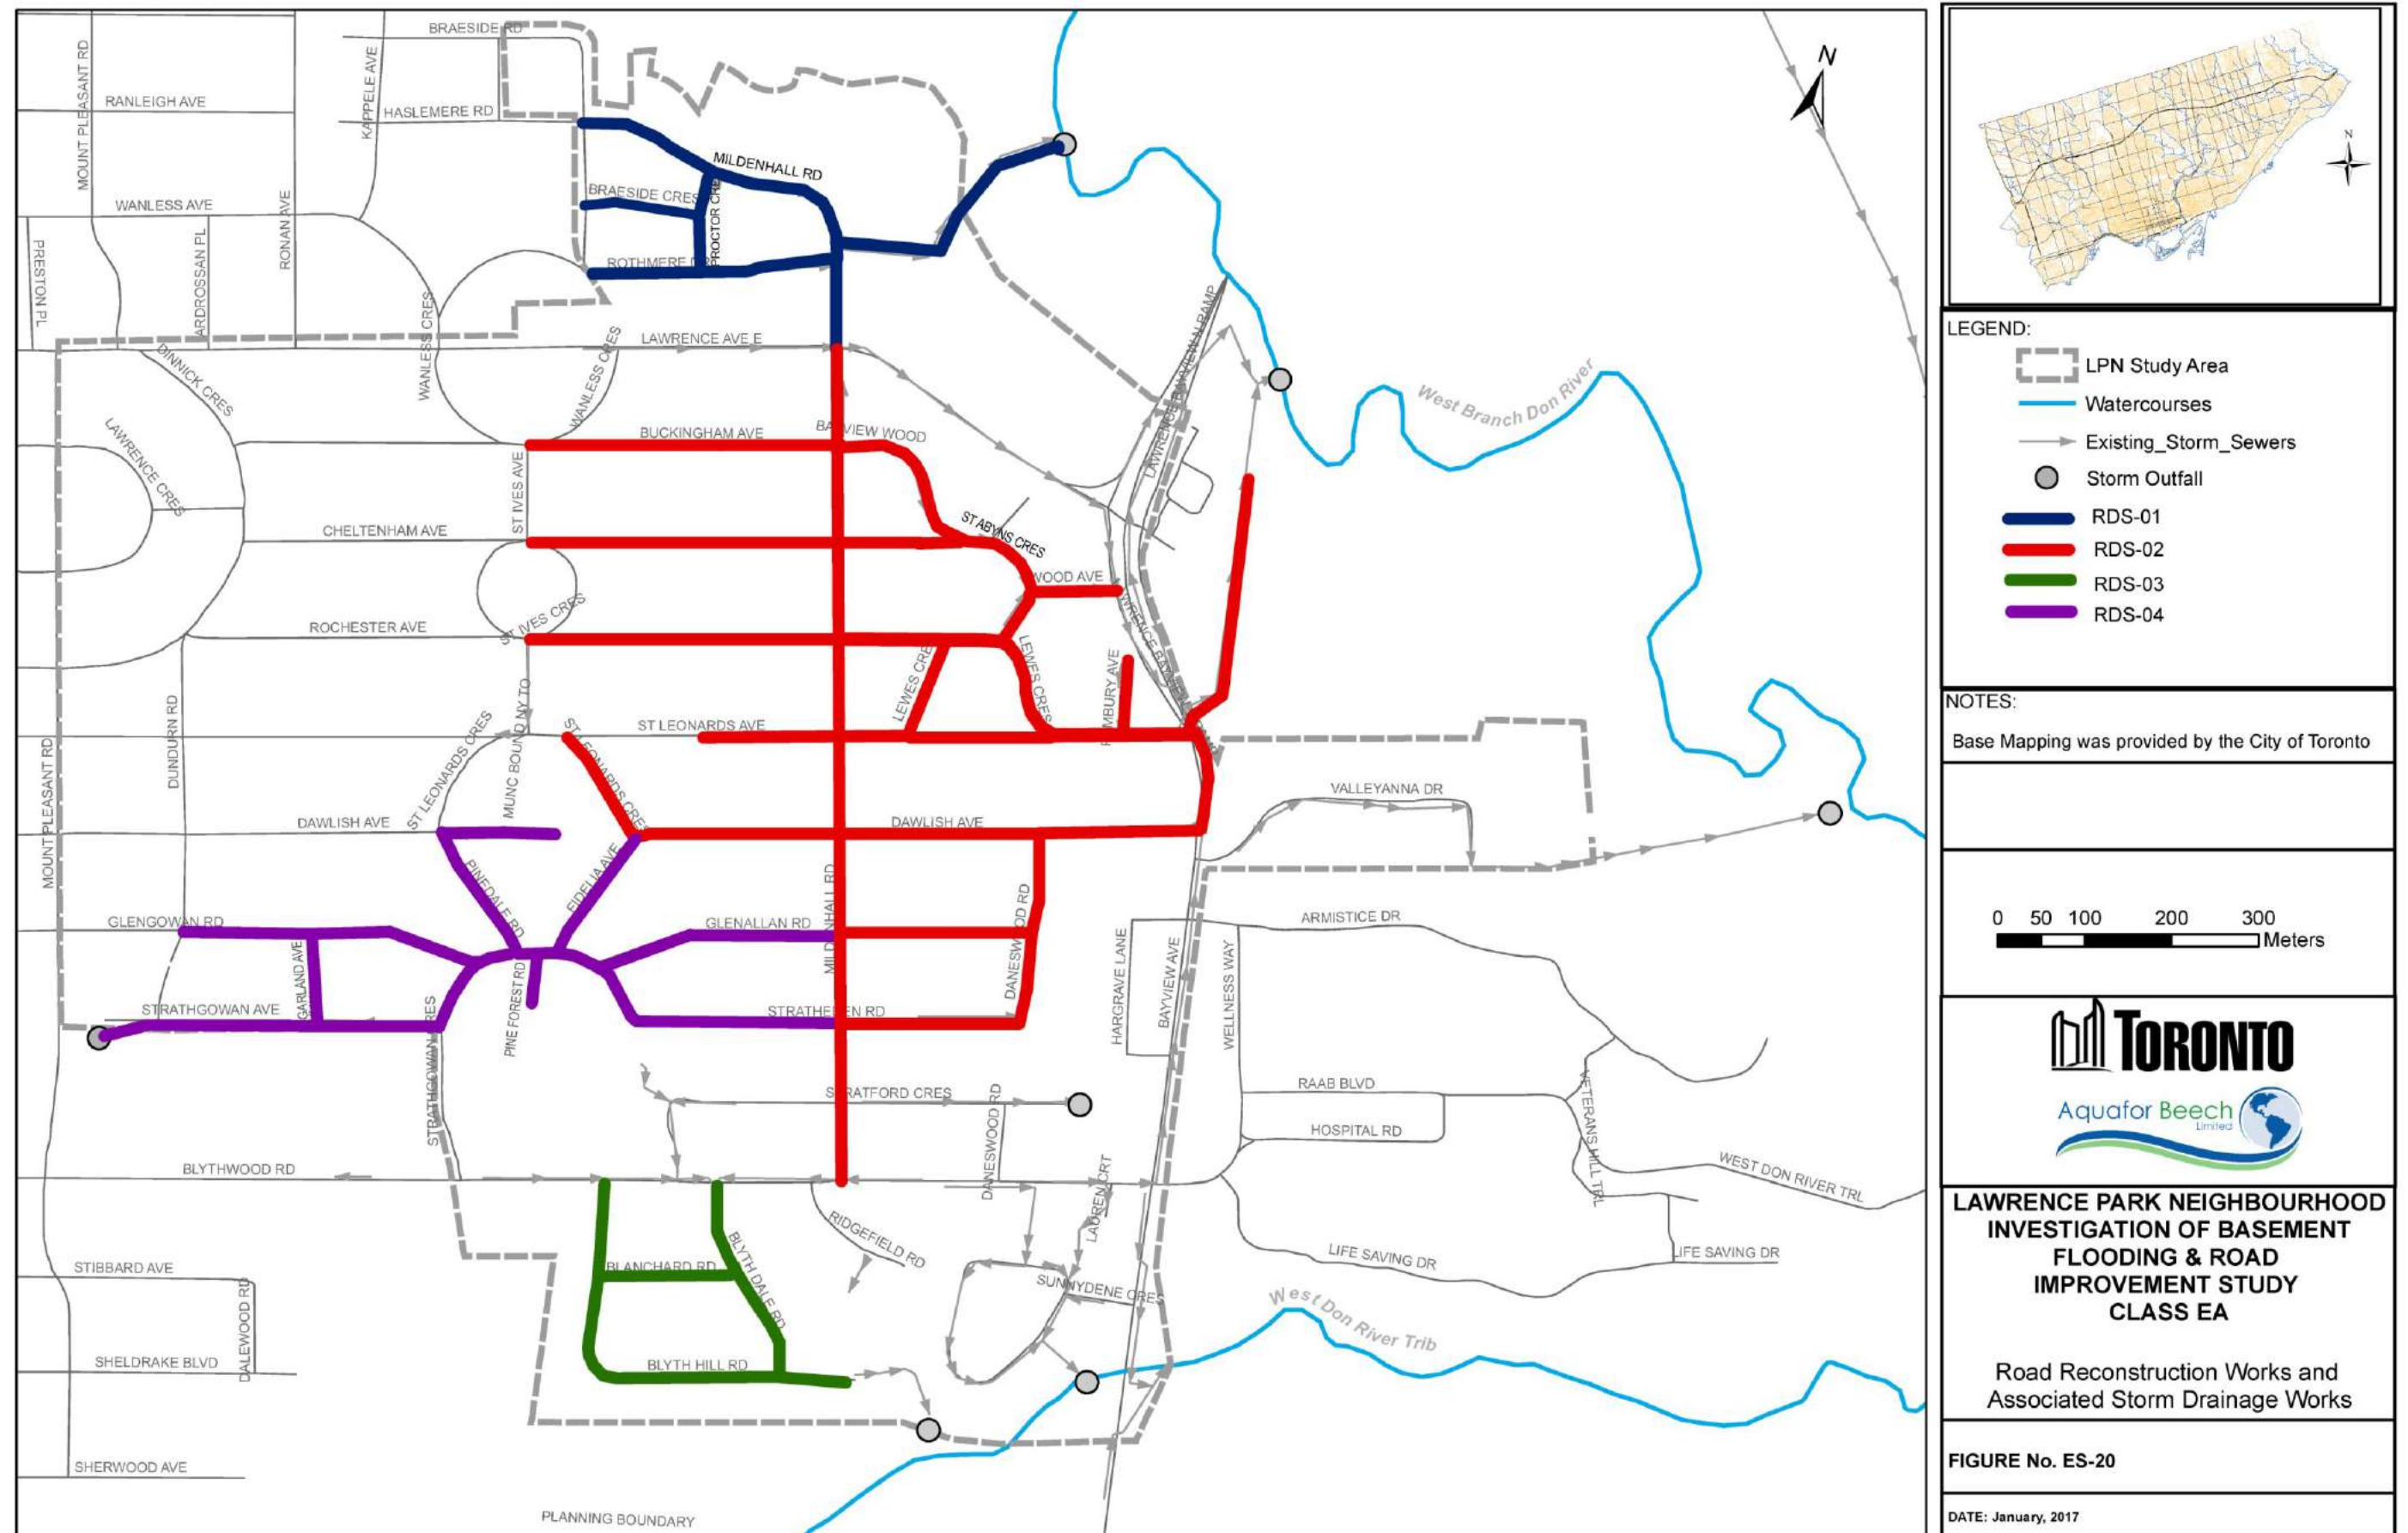 BRAESIDE RD
MOUNT PLEASANT RD
KAPPELE AVE
RANLEIGH AVE
HASLEMERE RD
MILDENHALL RD
BRAESIDE CRES
PROCTOR CRE
WANLESS AVE
RONAN AVE
PRESTON PL
ARDROSSAN PL
ROTHMERE
WANLESS CRES
LAWRENCE AVE E
WANLESS CRES
DINNICK CRES
LAWRENCE CRES
BUCKINGHAM AVE
BAYVIEW WOOD
ST IVES AVE
CHELTENHAM AVE
ST ABYNS CRES
WOOD AVE
ROCHESTER AVE
ST IVES CRES
LEWES CRE
LEWES CRES
MBURY AVE
DUNDURN RD
MUNC BOUND NY TO
ST LEONARDS CRES
ST LEONARDS AVE
ST LEONARDS CRES
MOUNT PLEASANT RD
DAWLISH AVE
DAWLISH AVE
VALLEYANNA DR
PINEDALE RD
FIDELIA AVE
MILDENHALL RD
GLENGOWAN RD
GLENALLAN RD
DANESWOOD RD
ARMISTICE DR
GARLAND AVE
HARGRAVE LANE
BAYVIEW AVE
WELLNESS WAY
STRATHGOWAN AVE
PINE FOREST RD
STRATHEDEN RD
STRATHGOWAN CRES
STRATFORD CRES
DANESWOOD RD
RAAB BLVD
HOSPITAL RD
VETERANS HILL TRL
WEST DON RIVER TRL
BLYTHWOOD RD
LAUREN CRT
RIDGEFIELD RD
BLYTH DALE RD
BLANCHARD RD
LIFE SAVING DR
LIFE SAVING DR
STIBBARD AVE
DALEWOOD RD
SUNNYDENE CRES
SHELDRAKE BLVD
BLYTH HILL RD
SHERWOOD AVE
PLANNING BOUNDARY
West Branch Don River
West Don River Trib
N
N
LEGEND:
LPN Study Area
Watercourses
Existing_Storm_Sewers
Storm Outfall
RDS-01
RDS-02
RDS-03
RDS-04
NOTES:
Base Mapping was provided by the City of Toronto
0 50 100 200 300
Meters
TORONTO
Aquafor Beech
Limited
LAWRENCE PARK NEIGHBOURHOOD
INVESTIGATION OF BASEMENT
FLOODING & ROAD
IMPROVEMENT STUDY
CLASS EA
Road Reconstruction Works and
Associated Storm Drainage Works
FIGURE No. ES-20
DATE: January, 2017